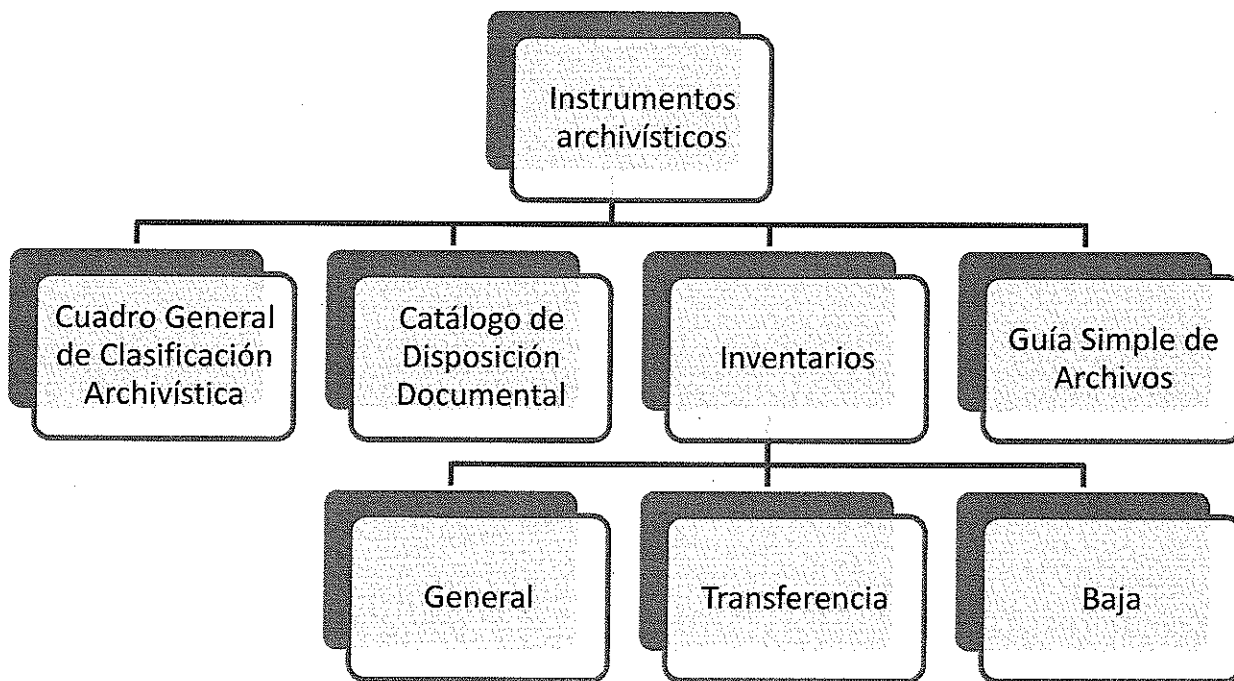 Instrumentos
archivísticos
Cuadro General
de Clasificación
Archivística
Catálogo de
Disposición
Documental
Inventarios
Guía Simple de
Archivos
General
Transferencia
Baja